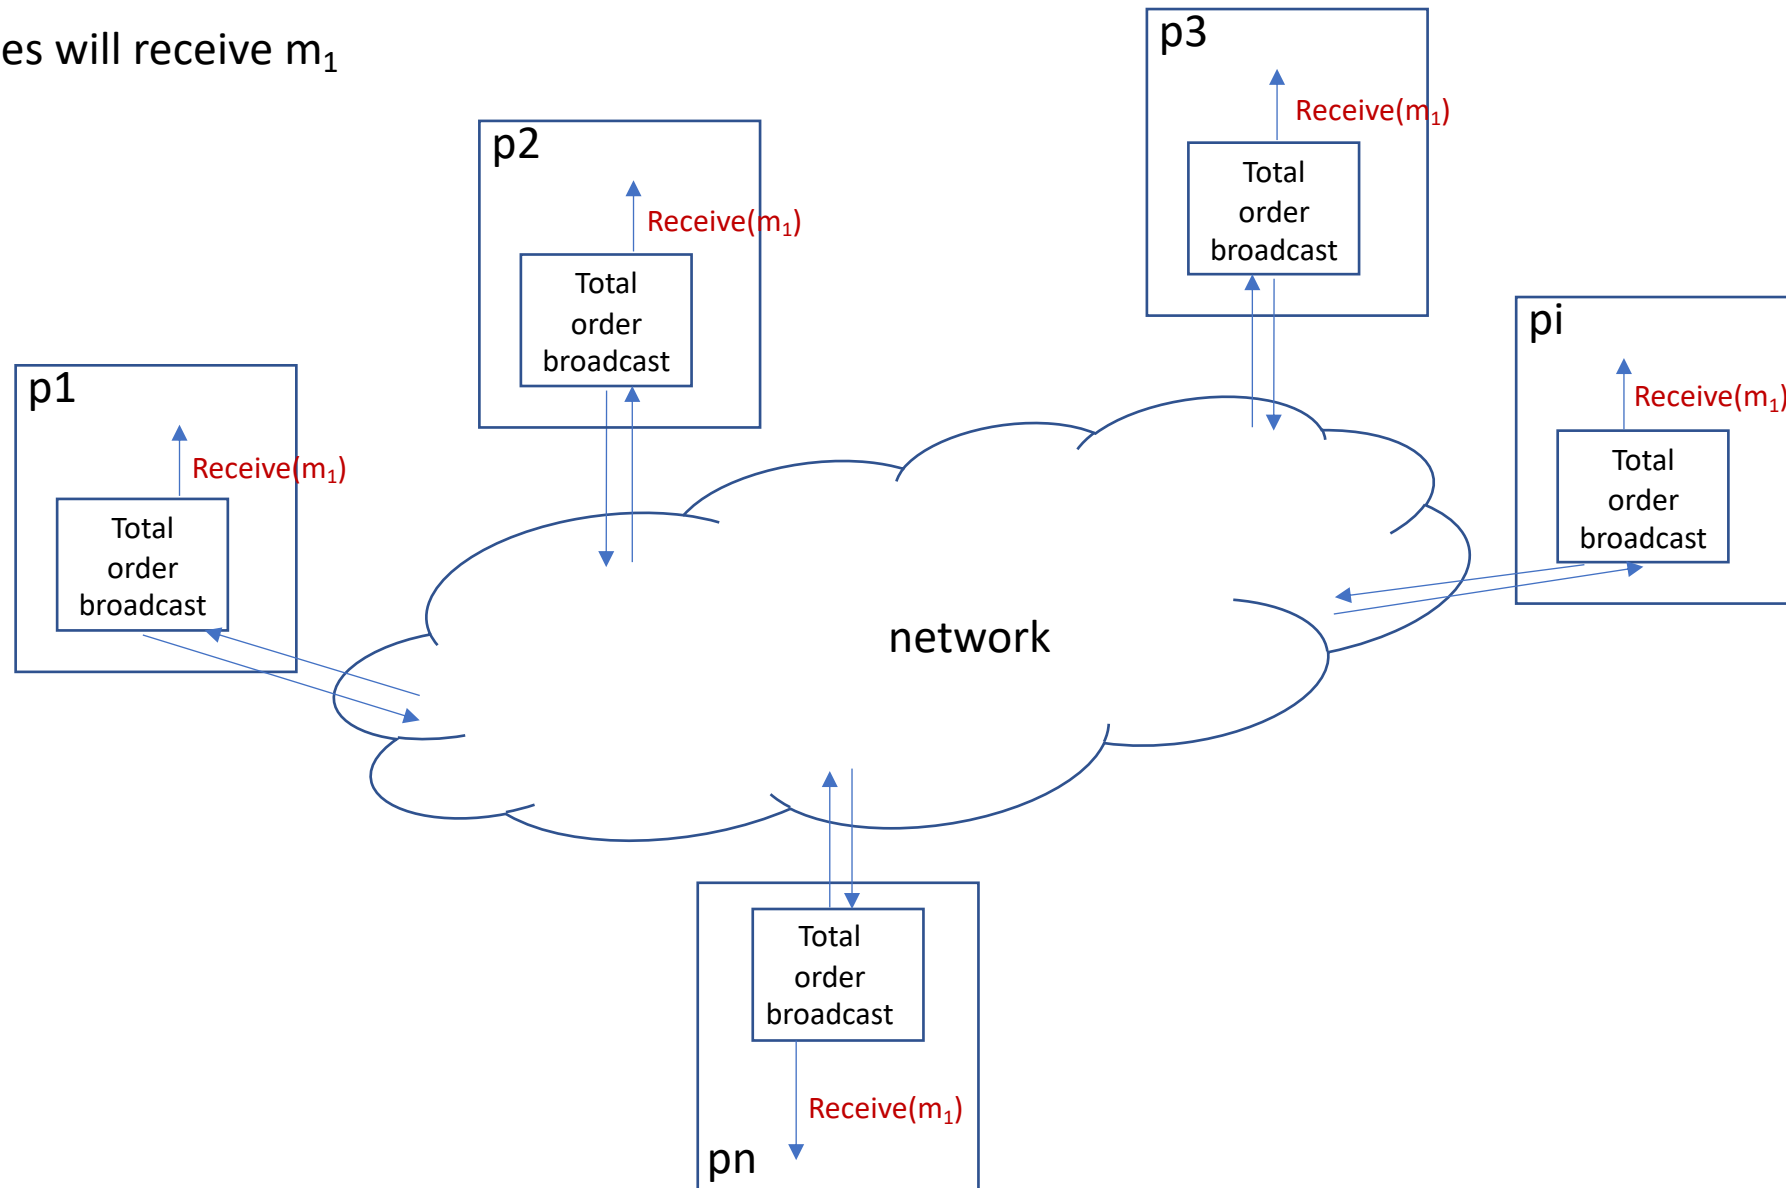 es will receive m₁
p3
Receive(m₁)
Total
order
broadcast
p2
Receive(m₁)
Total
order
broadcast
pi
Receive(m₁)
Total
order
broadcast
p1
Receive(m₁)
Total
order
broadcast
network
Total
order
broadcast
Receive(m₁)
pn